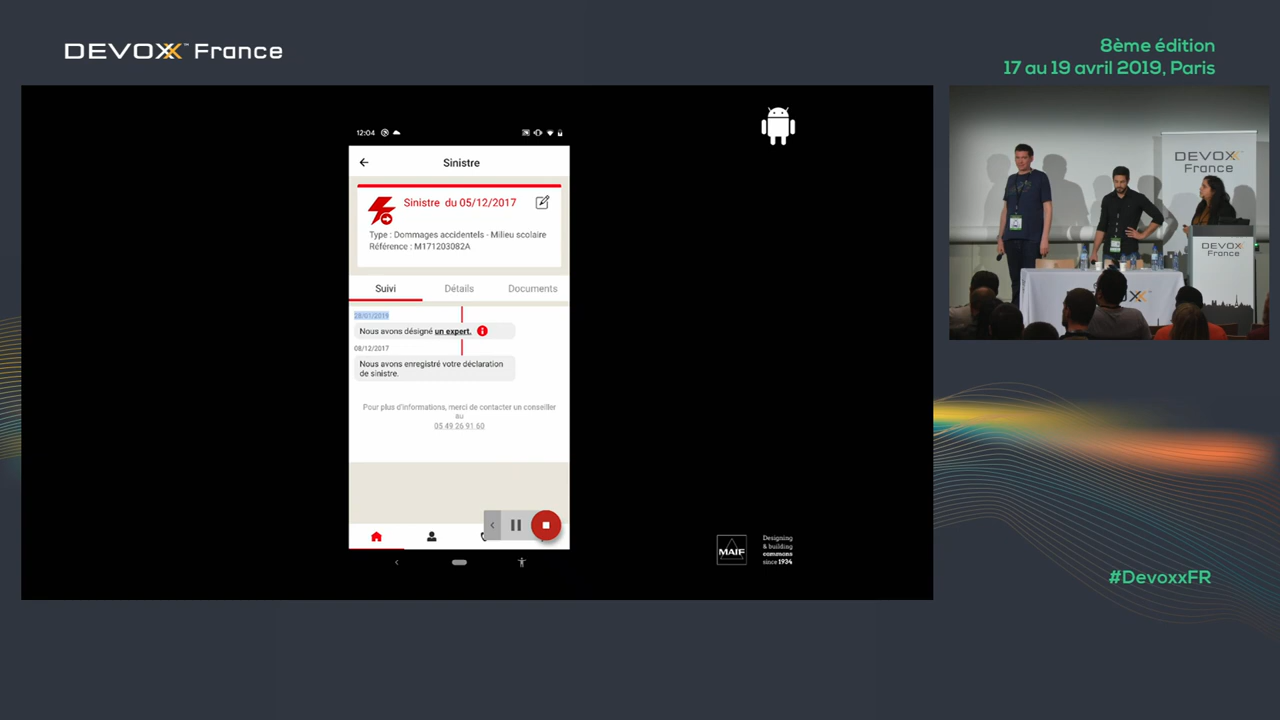 DEVOXX™ France
8ème édition
17 au 19 avril 2019, Paris
12:04
Sinistre
Sinistre du 05/12/2017
Type : Dommages accidentels - Milieu scolaire
Référence : M171203082A
Suivi
Détails
Documents
28/01/2019
Nous avons désigné un expert.
08/12/2017
Nous avons enregistré votre déclaration
de sinistre.
Pour plus d'informations, merci de contacter un conseiller
au
05 49 26 91 60
MAIF
Designing
& building
commons
since 1934
DEVOXX
France
DEVOXX
France
#DevoxxFR